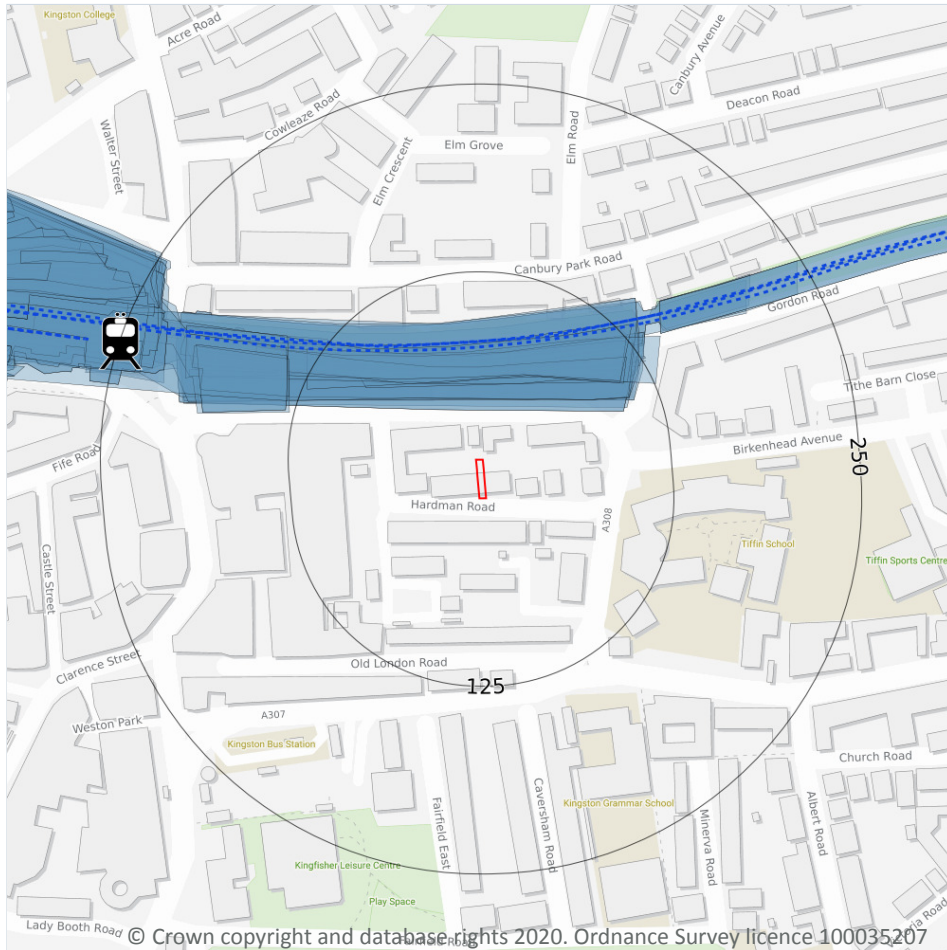 Kingston College
Acre Road
Canbury Avenue
Deacon Road
Cowleaze Road
Walter Street
Elm Grove
Elm Road
Elm Crescent
Canbury Park Road
Gordon Road
Tithe Barn Close
Birkenhead Avenue
250
Fife Road
Hardman Road
A308
Tiffin School
Tiffin Sports Centre
Castle Street
Clarence Street
Old London Road
125
Weston Park
A307
Kingston Bus Station
Church Road
Fairfield East
Caversham Road
Kingston Grammar School
Minerva Road
Albert Road
Kingfisher Leisure Centre
Play Space
Lady Booth Road
© Crown copyright and database rights 2020. Ordnance Survey licence 100035207